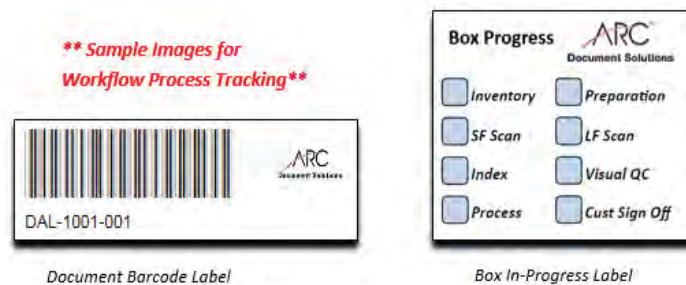 ** Sample Images for
Workflow Process Tracking**
ARC
Document Solutions
DAL-1001-001
Document Barcode Label
Box Progress
ARC
Document Solutions
Inventory
Preparation
SF Scan
LF Scan
Index
Visual QC
Process
Cust Sign Off
Box In-Progress Label